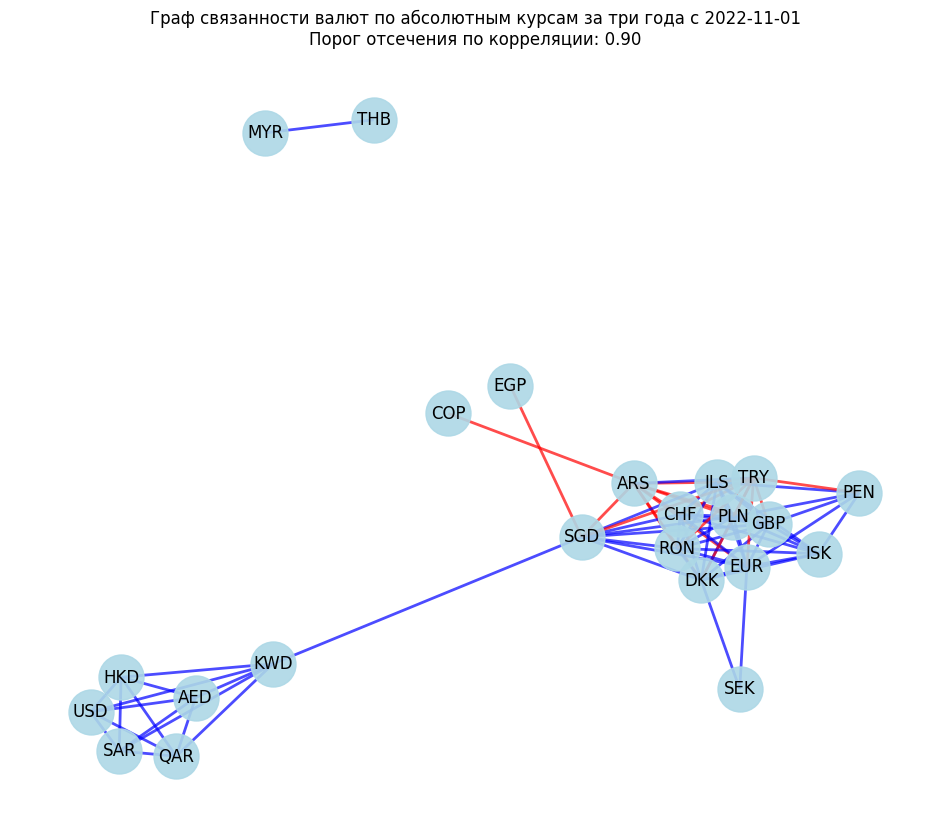 Граф связанности валют по абсолютным курсам за три года с 2022-11-01
Порог отсечения по корреляции: 0.90
MYR
THB
EGP
COP
ARS
ILS
TRY
PEN
CHF
PLN
GBP
SGD
RON
EUR
ISK
DKK
SEK
KWD
HKD
AED
USD
SAR
QAR